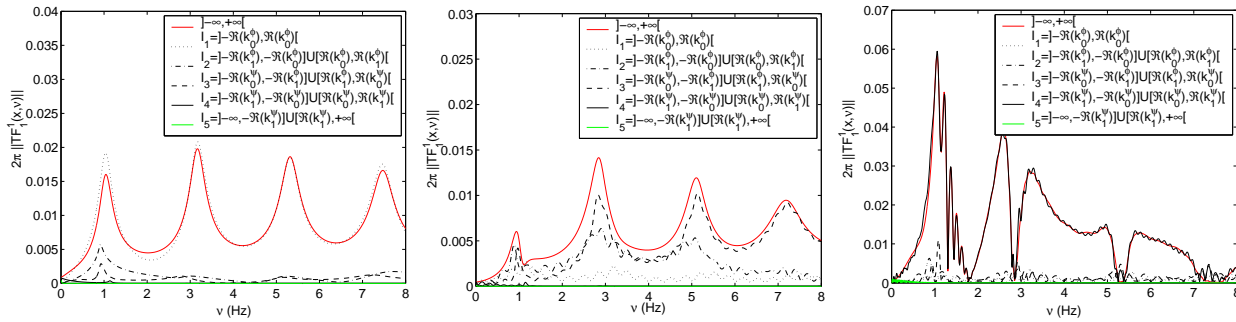 0.04
0.035
0.03
0.025
0.02
0.015
0.01
0.005
0
2π ||TF¹₁(x,ν)||
]−∞,+∞[
I₁=]−ℜ(k₀^ϕ),ℜ(k₀^ϕ)[
I₂=]−ℜ(k₁^ϕ),−ℜ(k₀^ϕ)]U[ℜ(k₀^ϕ),ℜ(k₁^ϕ)[
I₃=]−ℜ(k₀^ψ),−ℜ(k₁^ϕ)]U[ℜ(k₁^ϕ),ℜ(k₀^ψ)[
I₄=]−ℜ(k₁^ψ),−ℜ(k₀^ψ)]U[ℜ(k₀^ψ),ℜ(k₁^ψ)[
I₅=]−∞,−ℜ(k₁^ψ)]U[ℜ(k₁^ψ),+∞[
0 1 2 3 4 5 6 7 8
ν (Hz)
0.03
0.025
0.02
0.015
0.01
0.005
0
2π ||TF¹₁(x,ν)||
]−∞,+∞[
I₁=]−ℜ(k₀^ϕ),ℜ(k₀^ϕ)[
I₂=]−ℜ(k₁^ϕ),−ℜ(k₀^ϕ)]U[ℜ(k₀^ϕ),ℜ(k₁^ϕ)[
I₃=]−ℜ(k₀^ψ),−ℜ(k₁^ϕ)]U[ℜ(k₁^ϕ),ℜ(k₀^ψ)[
I₄=]−ℜ(k₁^ψ),−ℜ(k₀^ψ)]U[ℜ(k₀^ψ),ℜ(k₁^ψ)[
I₅=]−∞,−ℜ(k₁^ψ)]U[ℜ(k₁^ψ),+∞[
0 1 2 3 4 5 6 7 8
ν (Hz)
0.07
0.06
0.05
0.04
0.03
0.02
0.01
0
2π ||TF¹₁(x,ν)||
]−∞,+∞[
I₁=]−ℜ(k₀^ϕ),ℜ(k₀^ϕ)[
I₂=]−ℜ(k₁^ϕ),−ℜ(k₀^ϕ)]U[ℜ(k₀^ϕ),ℜ(k₁^ϕ)[
I₃=]−ℜ(k₀^ψ),−ℜ(k₁^ϕ)]U[ℜ(k₁^ϕ),ℜ(k₀^ψ)[
I₄=]−ℜ(k₁^ψ),−ℜ(k₀^ψ)]U[ℜ(k₀^ψ),ℜ(k₁^ψ)[
I₅=]−∞,−ℜ(k₁^ψ)]U[ℜ(k₁^ψ),+∞[
0 1 2 3 4 5 6 7 8
ν (Hz)